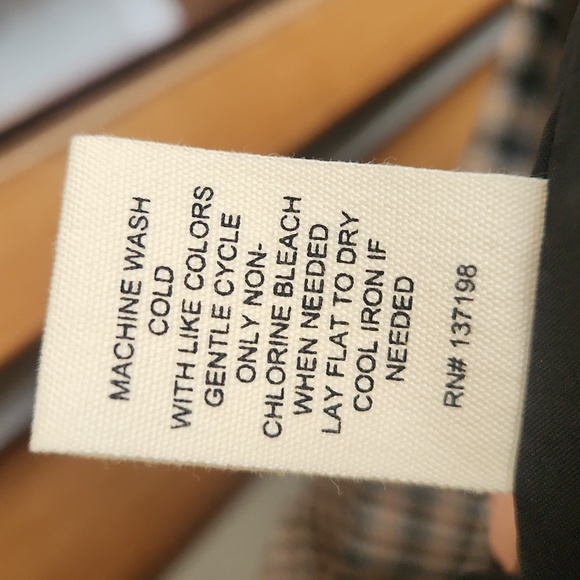 MACHINE WASH
COLD
WITH LIKE COLORS
GENTLE CYCLE
ONLY NON-
CHLORINE BLEACH
WHEN NEEDED
LAY FLAT TO DRY
COOL IRON IF
NEEDED
RN# 137198